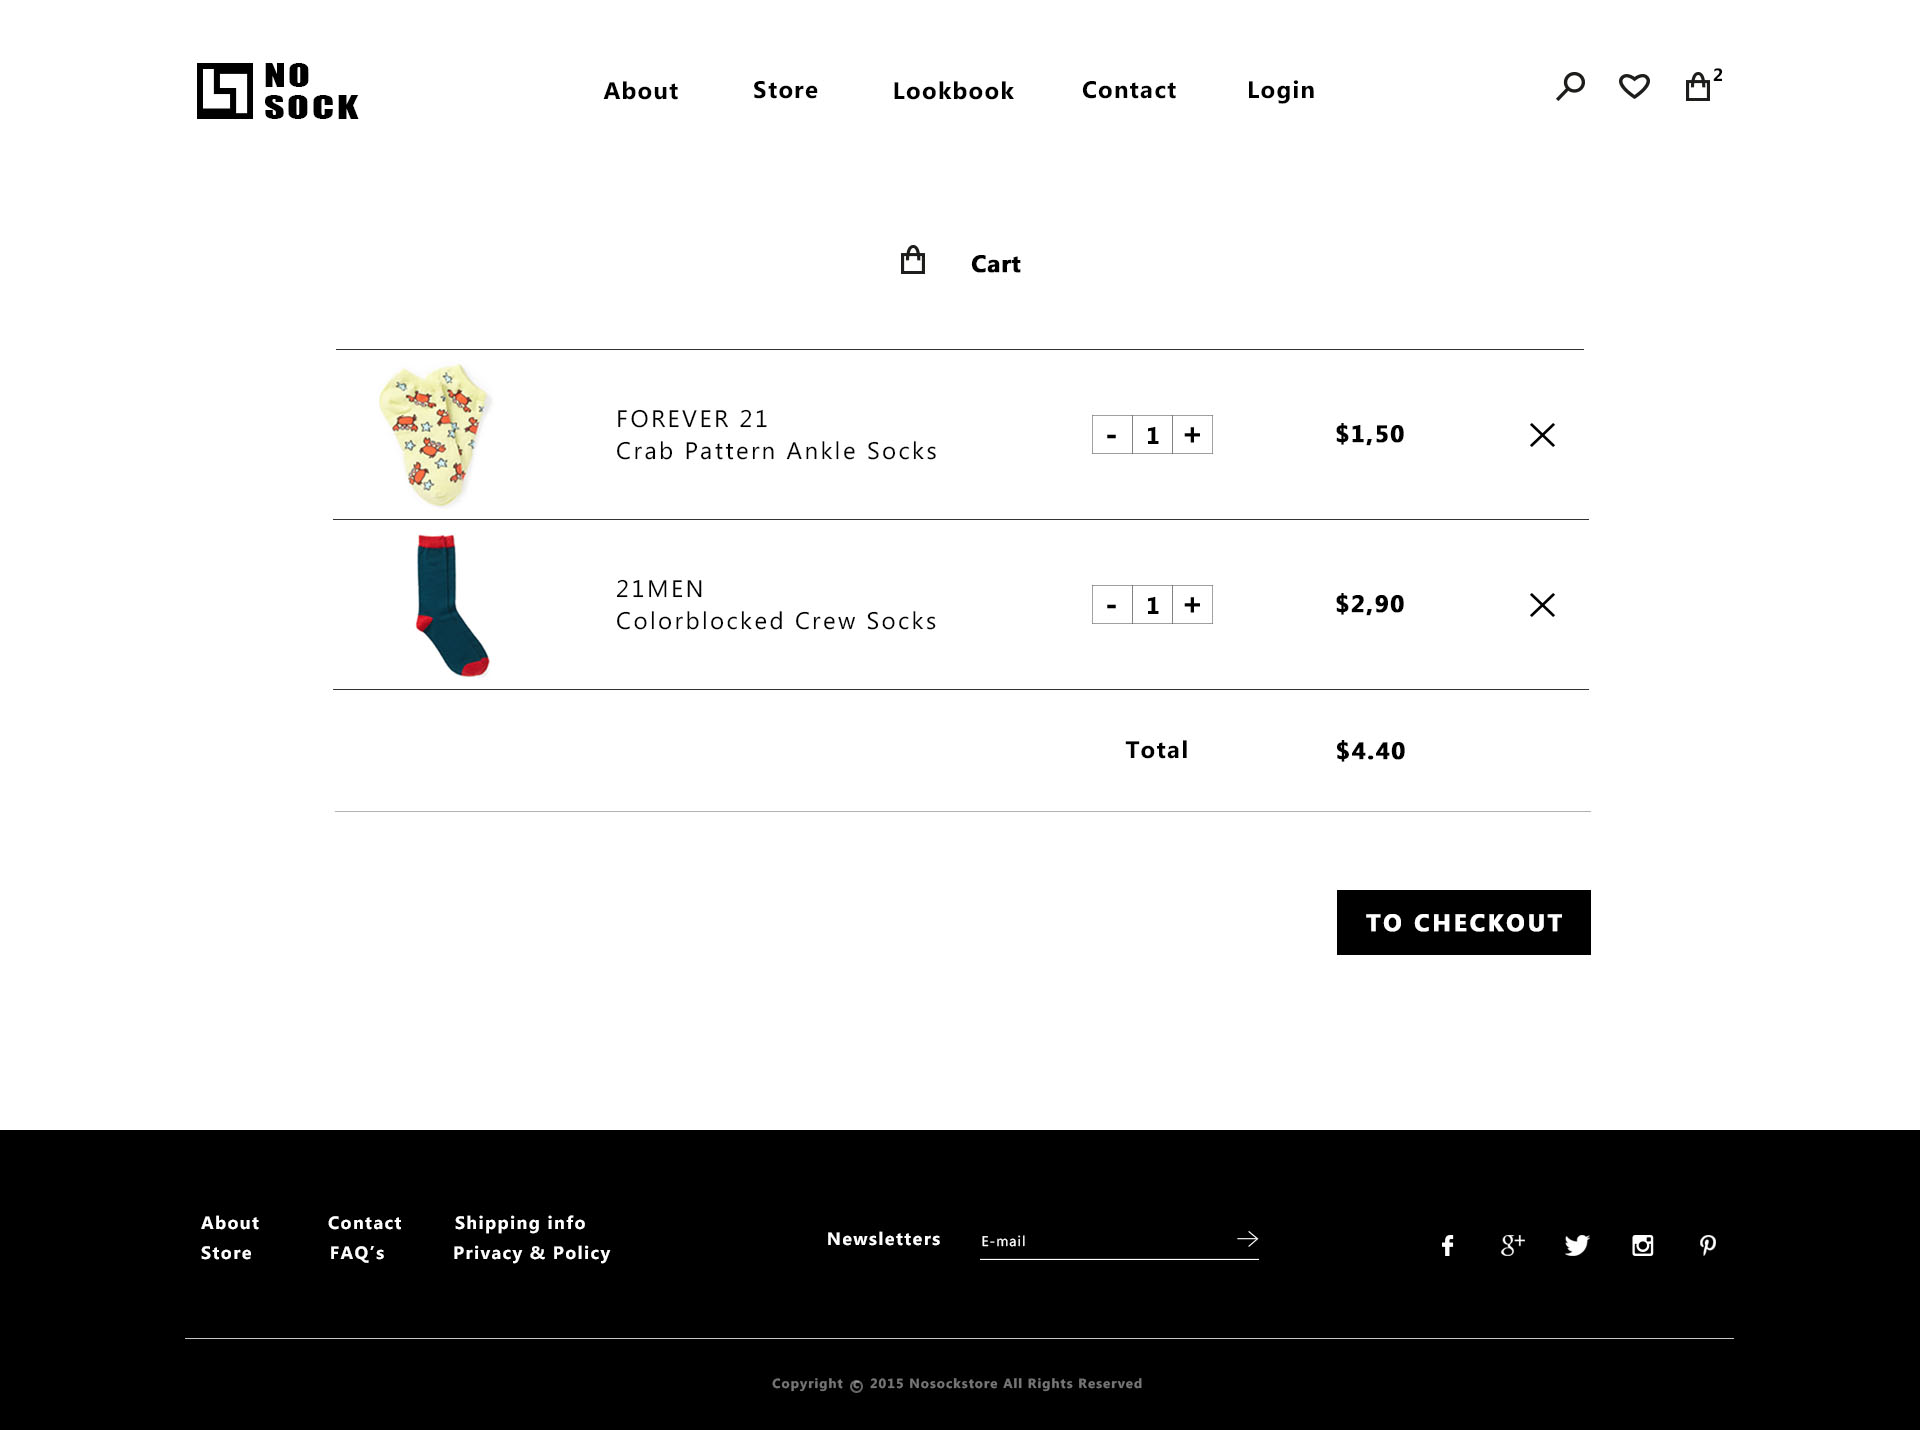 NO
SOCK
About Store Lookbook Contact Login 2
Cart
FOREVER 21
Crab Pattern Ankle Socks
- 1 + $1,50
21MEN
Colorblocked Crew Socks
- 1 + $2,90
Total $4.40
TO CHECKOUT
About Contact Shipping info
Store FAQ’s Privacy & Policy
Newsletters E-mail
Copyright © 2015 Nosockstore All Rights Reserved